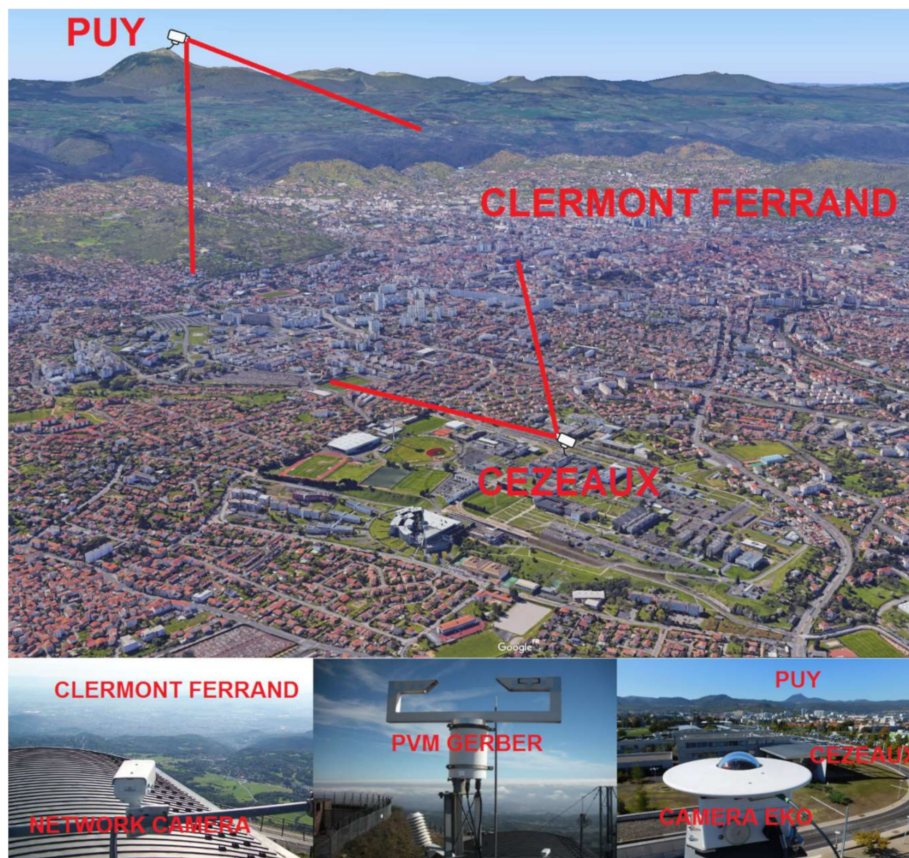 PUY
CLERMONT FERRAND
CEZEAUX
Google
CLERMONT FERRAND
NETWORK CAMERA
PVM GERBER
PUY
CEZEAUX
CAMERA EKO